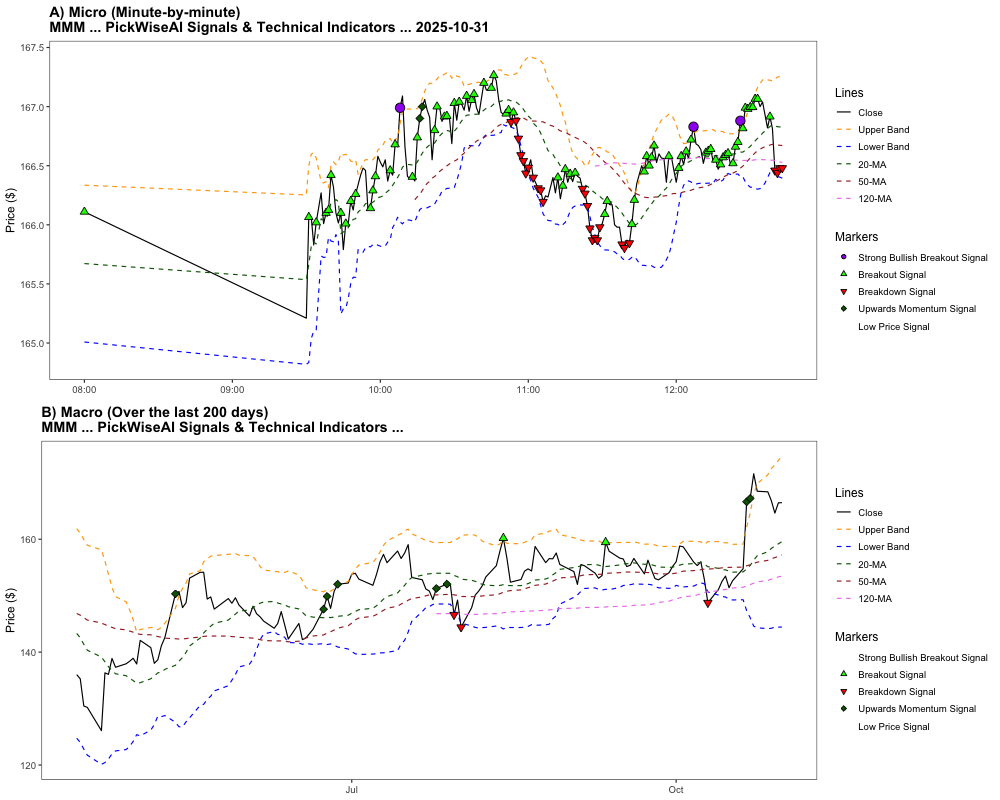 A) Micro (Minute-by-minute)
MMM ... PickWiseAI Signals & Technical Indicators ... 2025-10-31
Price ($)
167.5
167.0
166.5
166.0
165.5
165.0
08:00
09:00
10:00
11:00
12:00
Lines
Close
Upper Band
Lower Band
20-MA
50-MA
120-MA
Markers
Strong Bullish Breakout Signal
Breakout Signal
Breakdown Signal
Upwards Momentum Signal
Low Price Signal
B) Macro (Over the last 200 days)
MMM ... PickWiseAI Signals & Technical Indicators ...
Price ($)
160
140
120
Jul
Oct
Lines
Close
Upper Band
Lower Band
20-MA
50-MA
120-MA
Markers
Strong Bullish Breakout Signal
Breakout Signal
Breakdown Signal
Upwards Momentum Signal
Low Price Signal